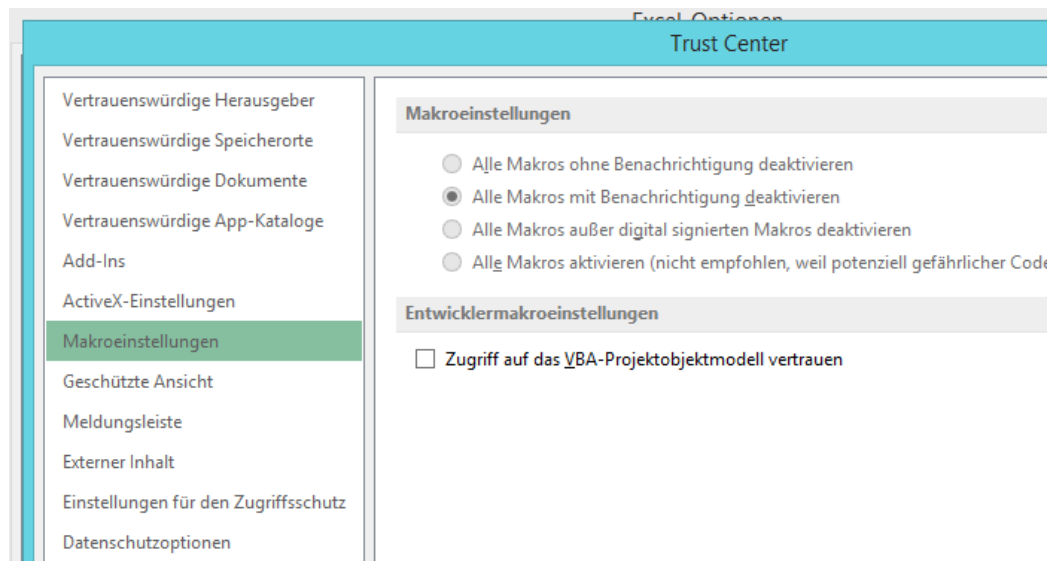 Excel-Optionen
Trust Center
Vertrauenswürdige Herausgeber
Vertrauenswürdige Speicherorte
Vertrauenswürdige Dokumente
Vertrauenswürdige App-Kataloge
Add-Ins
ActiveX-Einstellungen
Makroeinstellungen
Geschützte Ansicht
Meldungsleiste
Externer Inhalt
Einstellungen für den Zugriffsschutz
Datenschutzoptionen
Makroeinstellungen
Alle Makros ohne Benachrichtigung deaktivieren
Alle Makros mit Benachrichtigung deaktivieren
Alle Makros außer digital signierten Makros deaktivieren
Alle Makros aktivieren (nicht empfohlen, weil potenziell gefährlicher Code
Entwicklermakroeinstellungen
Zugriff auf das VBA-Projektobjektmodell vertrauen